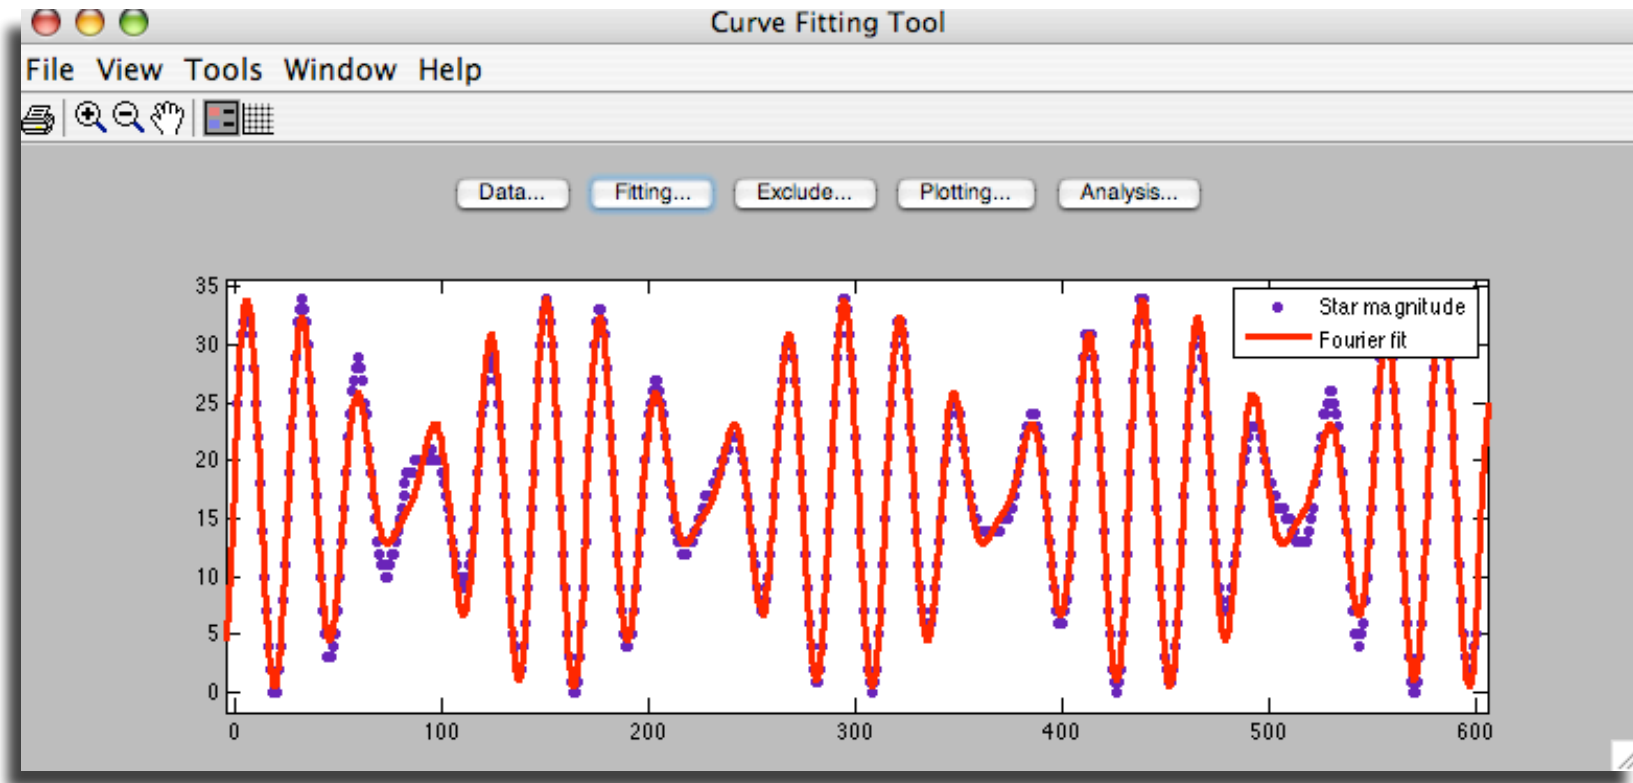 Curve Fitting Tool
File View Tools Window Help
Data... Fitting... Exclude... Plotting... Analysis...
35
30
25
20
15
10
5
0
Star magnitude
Fourier fit
0 100 200 300 400 500 600